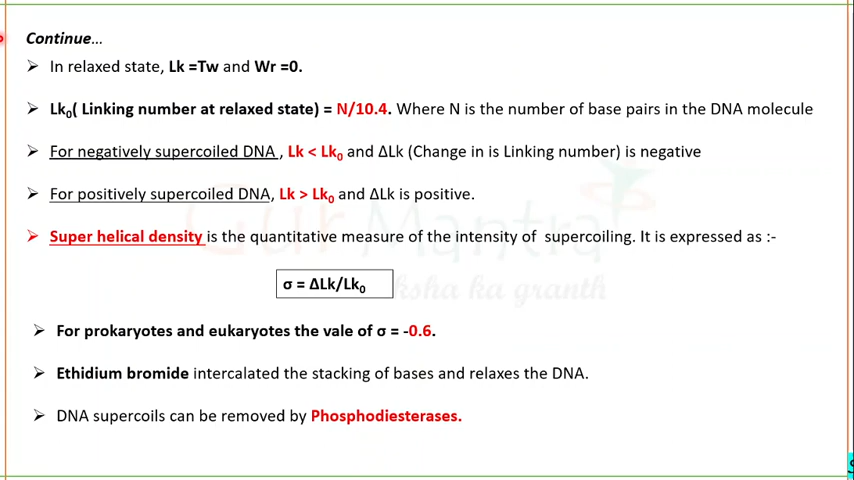 Continue...
➢ In relaxed state, Lk =Tw and Wr =0.
➢ Lk₀( Linking number at relaxed state) = N/10.4. Where N is the number of base pairs in the DNA molecule
➢ For negatively supercoiled DNA , Lk < Lk₀ and ΔLk (Change in is Linking number) is negative
➢ For positively supercoiled DNA, Lk > Lk₀ and ΔLk is positive.
➢ Super helical density is the quantitative measure of the intensity of supercoiling. It is expressed as :-
σ = ΔLk/Lk₀
➢ For prokaryotes and eukaryotes the vale of σ = -0.6.
➢ Ethidium bromide intercalated the stacking of bases and relaxes the DNA.
➢ DNA supercoils can be removed by Phosphodiesterases.
Gur Mantra
ksha ka granth